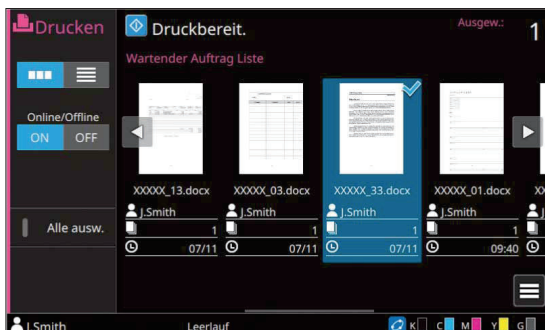 Drucken
Druckbereit.
Ausgew.:
1
Wartender Auftrag Liste
Online/Offline
ON OFF
Alle ausw.
XXXXX_13.docx
J.Smith
1
07/11
XXXXX_03.docx
J.Smith
1
07/11
XXXXX_33.docx
J.Smith
1
07/11
XXXXX_01.docx
J.Smith
1
09:40
J.Smith
Leerlauf
K C M Y G